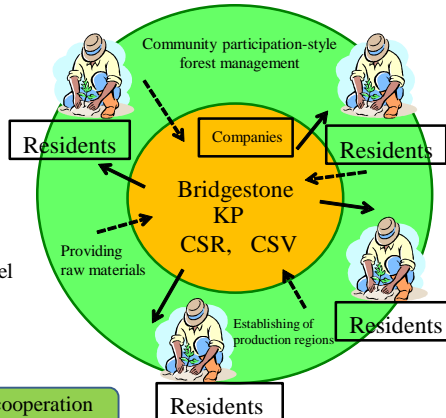 Community participation-style
forest management
Residents
Companies
Residents
Bridgestone
KP
CSR, CSV
Providing
raw materials
el
Establishing of
production regions
Residents
cooperation
Residents